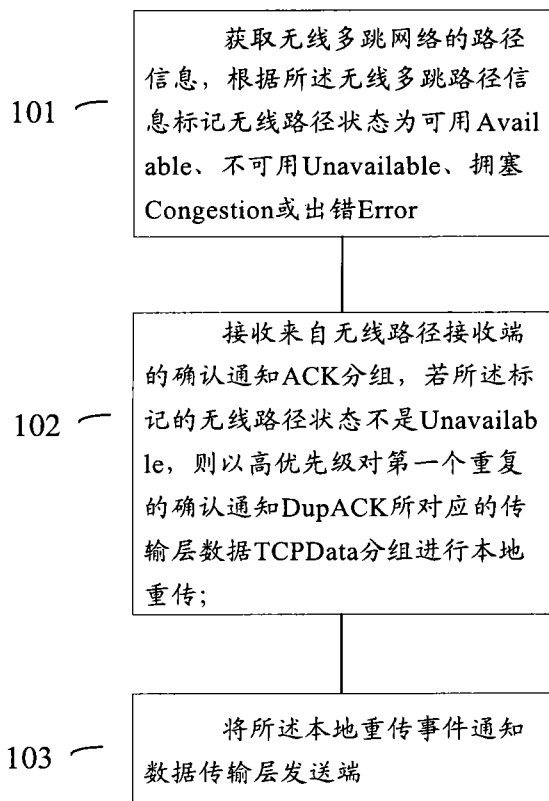 获取无线多跳网络的路径
信息，根据所述无线多跳路径信
101
息标记无线路径状态为可用Avail
able、不可用Unavailable、拥塞
Congestion或出错Error
接收来自无线路径接收端
的确认通知ACK分组，若所述标
102
记的无线路径状态不是Unavailab
le，则以高优先级对第一个重复
的确认通知DupACK所对应的传
输层数据TCPData分组进行本地
重传；
将所述本地重传事件通知
103
数据传输层发送端